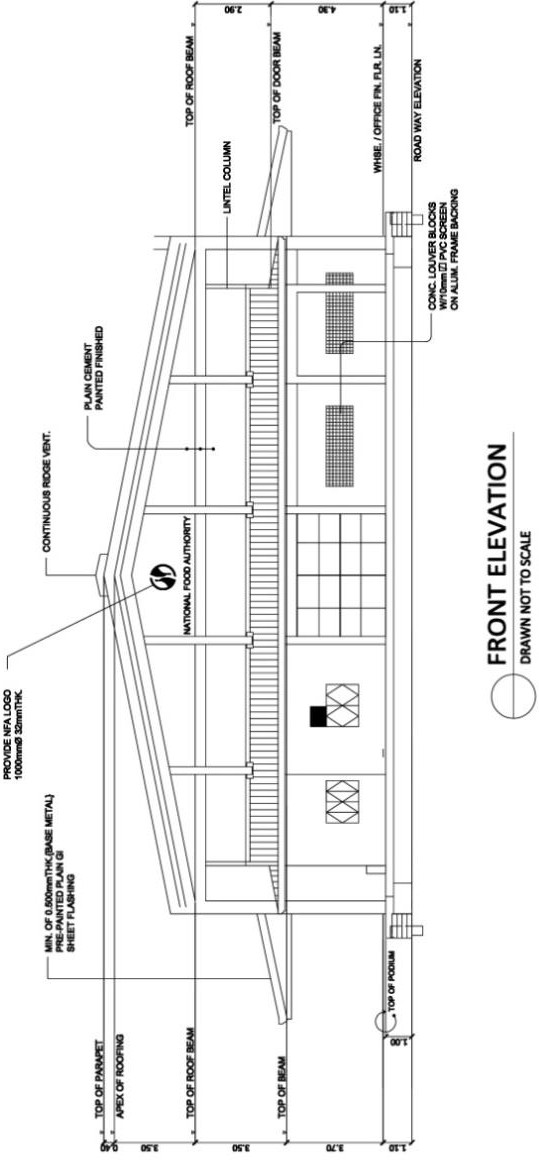 PROVIDE NFA LOGO
1000mmØ 32mmTHK.
CONTINUOUS RIDGE VENT.
PLAIN CEMENT
PAINTED FINISHED
MIN. OF 0.500mmTHK.(BASE METAL)
PRE-PAINTED PLAIN GI
SHEET FLASHING
NATIONAL FOOD AUTHORITY
LINTEL COLUMN
TOP OF PARAPET
APEX OF ROOFING
TOP OF ROOF BEAM
TOP OF BEAM
TOP OF PODIUM
0.40
3.50
3.50
3.70
1.10
1.00
TOP OF ROOF BEAM
TOP OF DOOR BEAM
WHSE. / OFFICE FIN. FLR. LN.
ROAD WAY ELEVATION
2.90
4.30
1.10
CONC. LOUVER BLOCKS
W/10mm PVC SCREEN
ON ALUM. FRAME BACKING
FRONT ELEVATION
DRAWN NOT TO SCALE